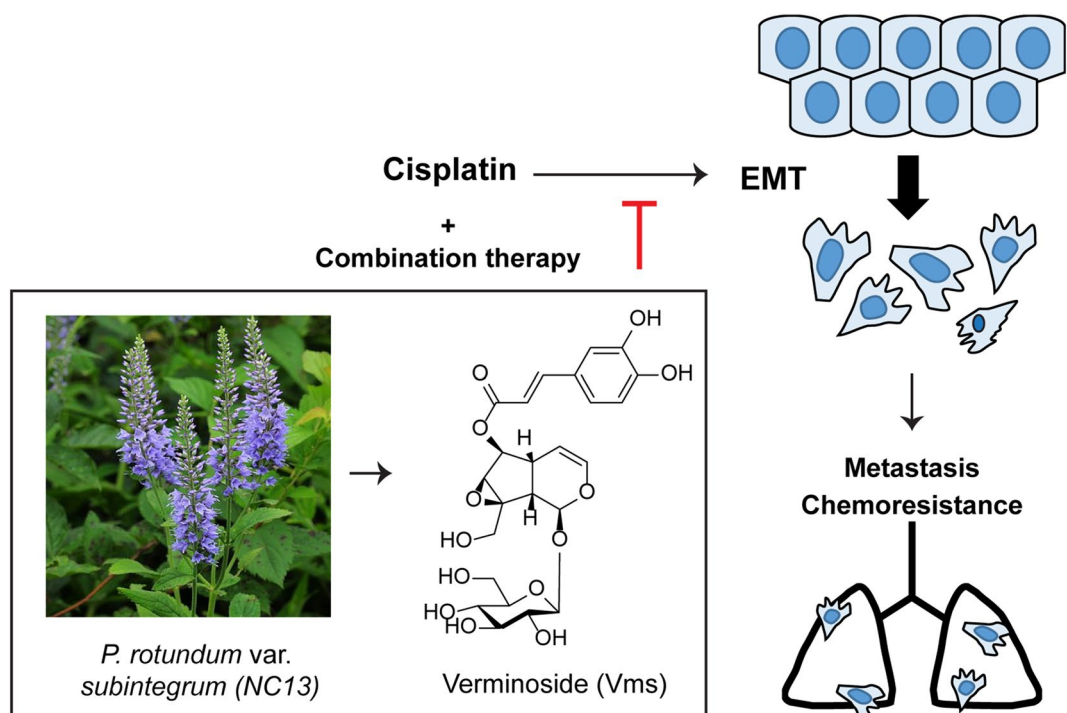 Cisplatin
EMT
+
Combination therapy
OH
OH
O
O
H
O
O
H
HO
O
HO
O
HO
HO
OH
P. rotundum var.
subintegrum (NC13)
Verminoside (Vms)
Metastasis
Chemoresistance